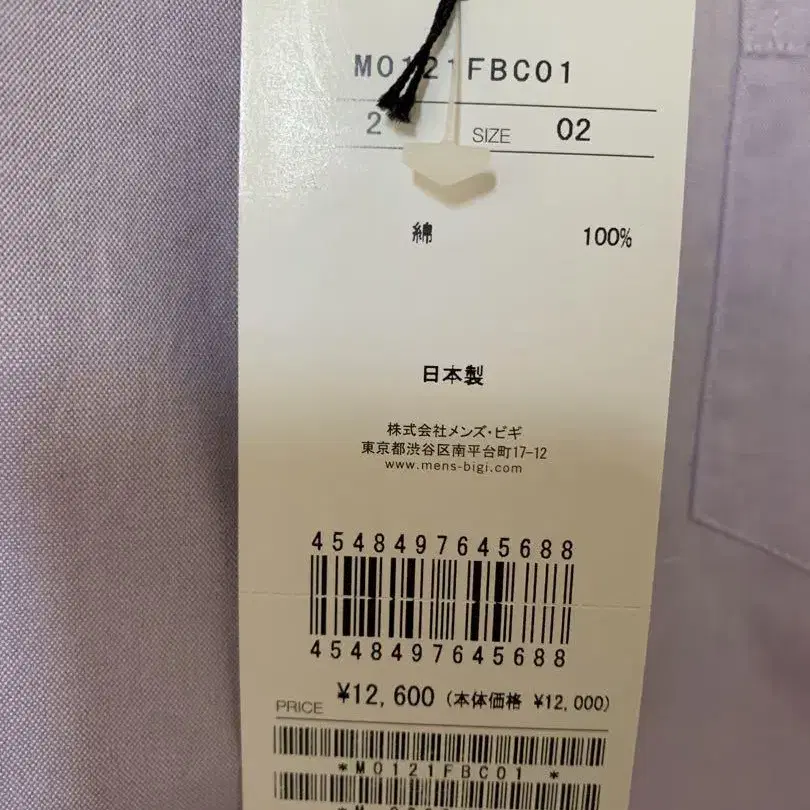 M0121FBC01
2 SIZE 02
綿 100%
日本製
株式会社メンズ・ビギ
東京都渋谷区南平台町17-12
www.mens-bigi.com
4548497645688
4548497645688
PRICE ¥12,600 (本体価格 ¥12,000)
*M0121FBC01 *